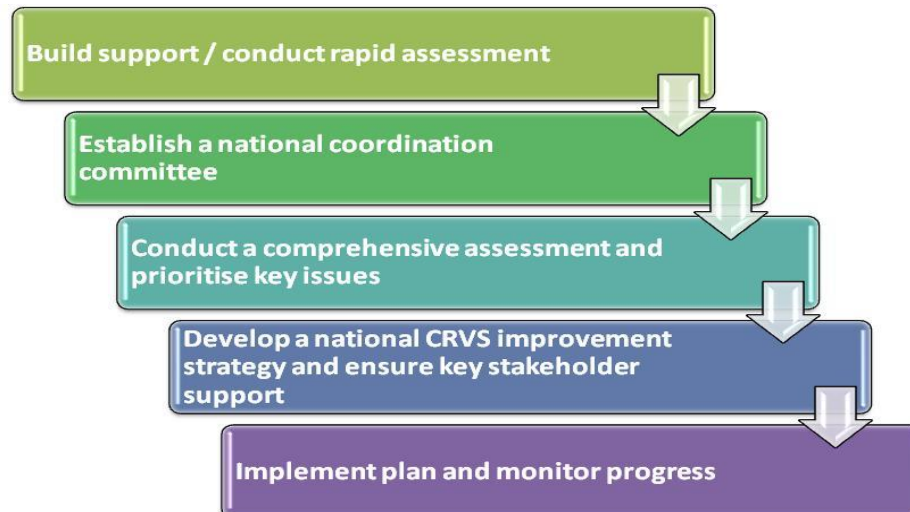 Build support / conduct rapid assessment
Establish a national coordination
committee
Conduct a comprehensive assessment and
prioritise key issues
Develop a national CRVS improvement
strategy and ensure key stakeholder
support
Implement plan and monitor progress